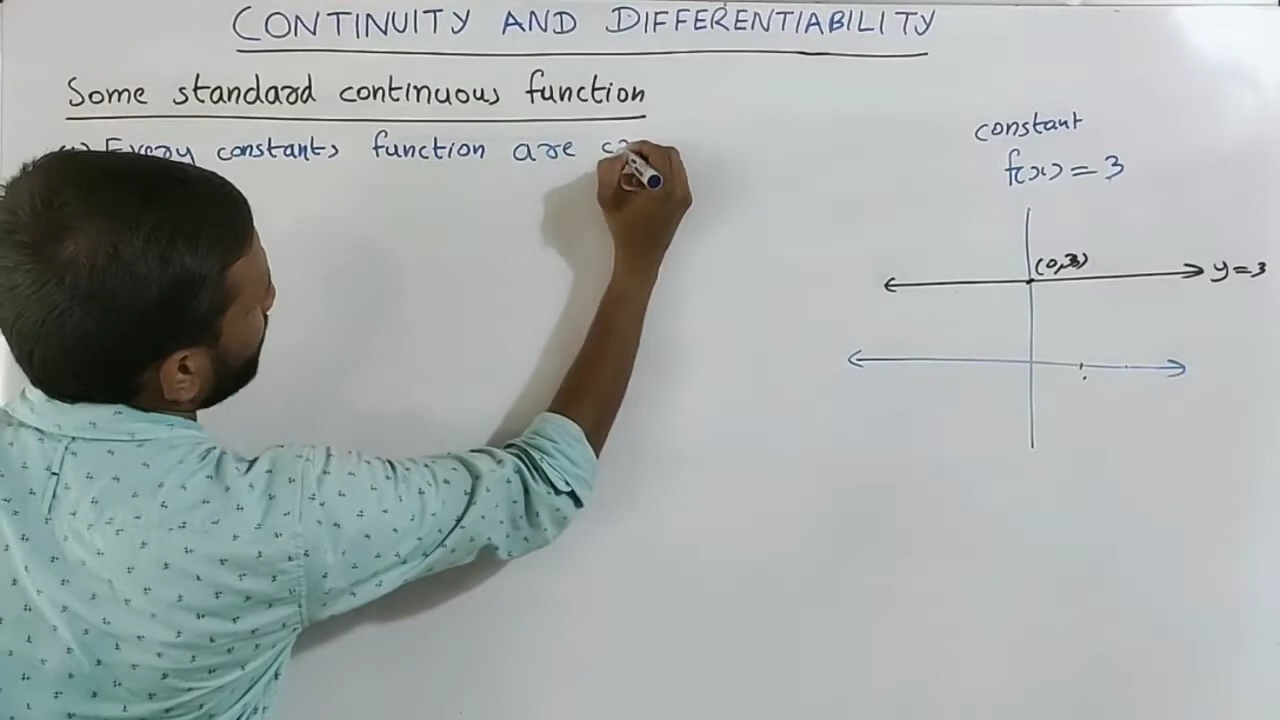 CONTINUITY AND DIFFERENTIABILITY
Some standard continuous function
Every constants function are
constant
f(x) = 3
(0,3)
y=3